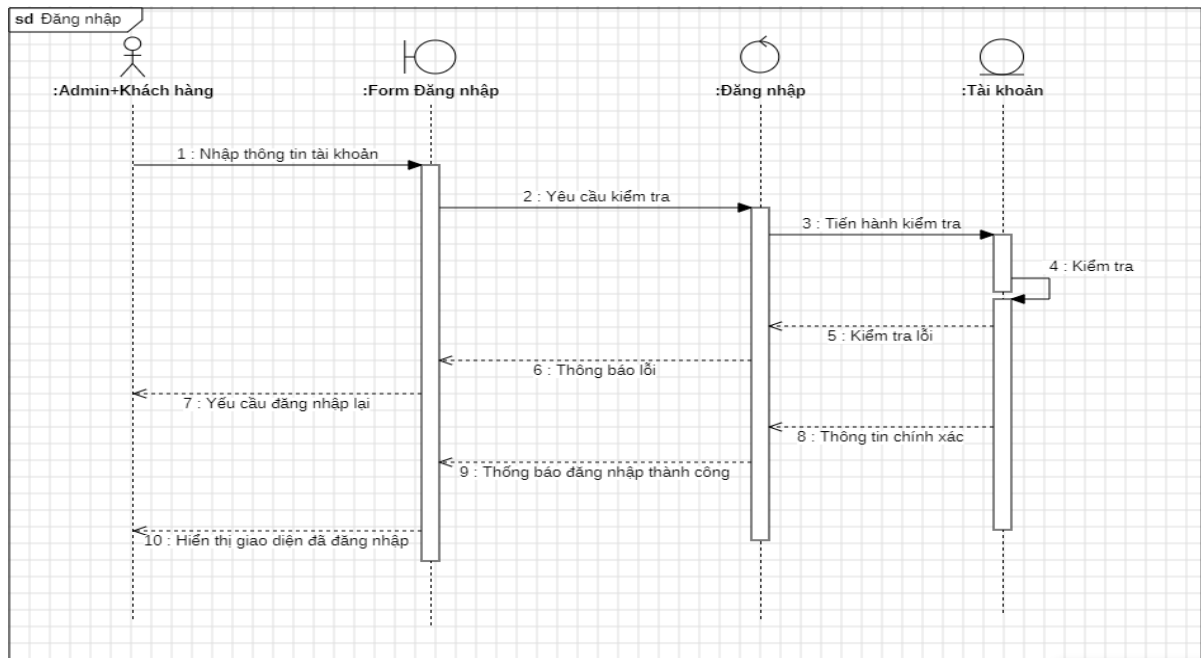 sd Đăng nhập
:Admin+Khách hàng
:Form Đăng nhập
:Đăng nhập
:Tài khoản
1 : Nhập thông tin tài khoản
2 : Yêu cầu kiểm tra
3 : Tiến hành kiểm tra
4 : Kiểm tra
5 : Kiểm tra lỗi
6 : Thông báo lỗi
7 : Yếu cầu đăng nhập lại
8 : Thông tin chính xác
9 : Thống báo đăng nhập thành công
10 : Hiển thị giao diện đã đăng nhập